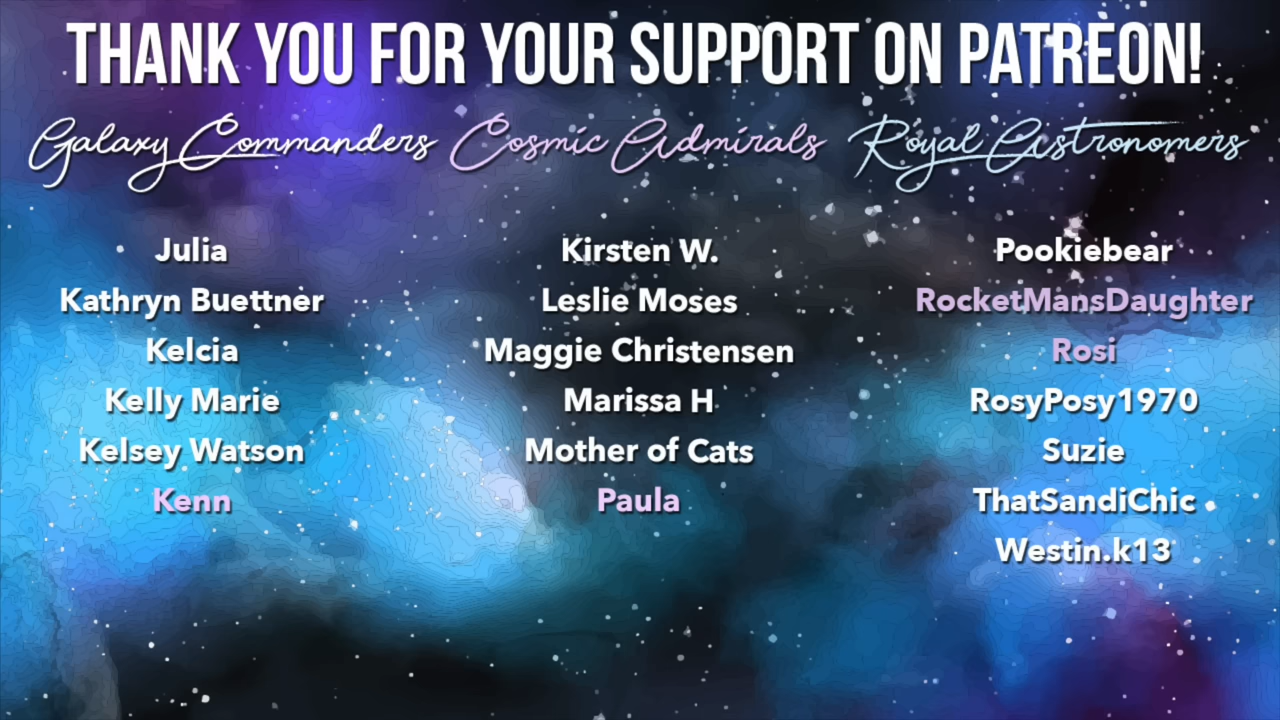 THANK YOU FOR YOUR SUPPORT ON PATREON!
Galaxy Commanders Cosmic Admirals Royal Astronomers
Julia
Kathryn Buettner
Kelcia
Kelly Marie
Kelsey Watson
Kenn
Kirsten W.
Leslie Moses
Maggie Christensen
Marissa H
Mother of Cats
Paula
Pookiebear
RocketMansDaughter
Rosi
RosyPosy1970
Suzie
ThatSandiChic
Westin.k13